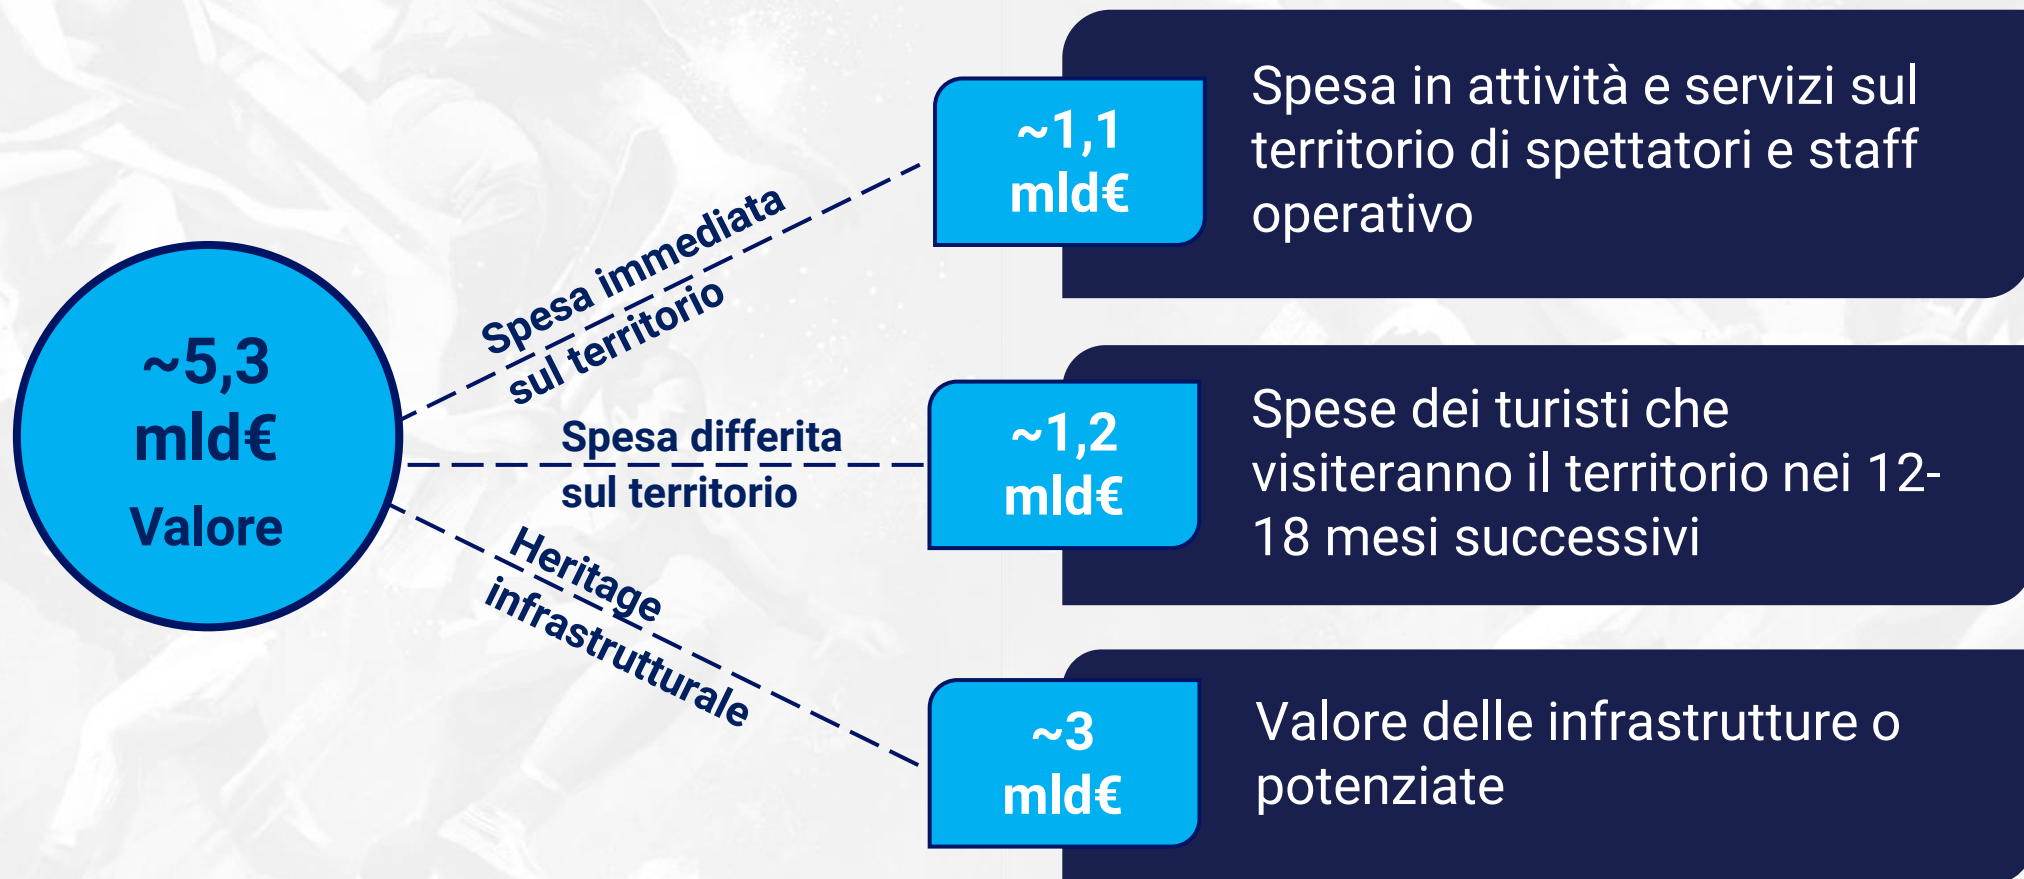 ~5,3
mld€
Valore
Spesa immediata
sul territorio
~1,1
mld€
Spesa in attività e servizi sul
territorio di spettatori e staff
operativo
Spesa differita
sul territorio
~1,2
mld€
Spese dei turisti che
visiteranno il territorio nei 12-
18 mesi successivi
Heritage
infrastrutturale
~3
mld€
Valore delle infrastrutture o
potenziate